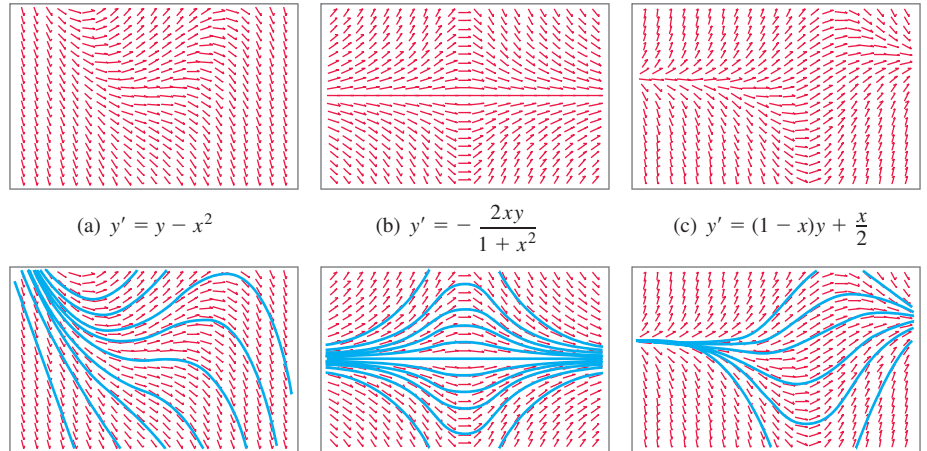 (a) y′ = y − x²
(b) y′ = − 2xy / (1 + x²)
(c) y′ = (1 − x)y + x/2